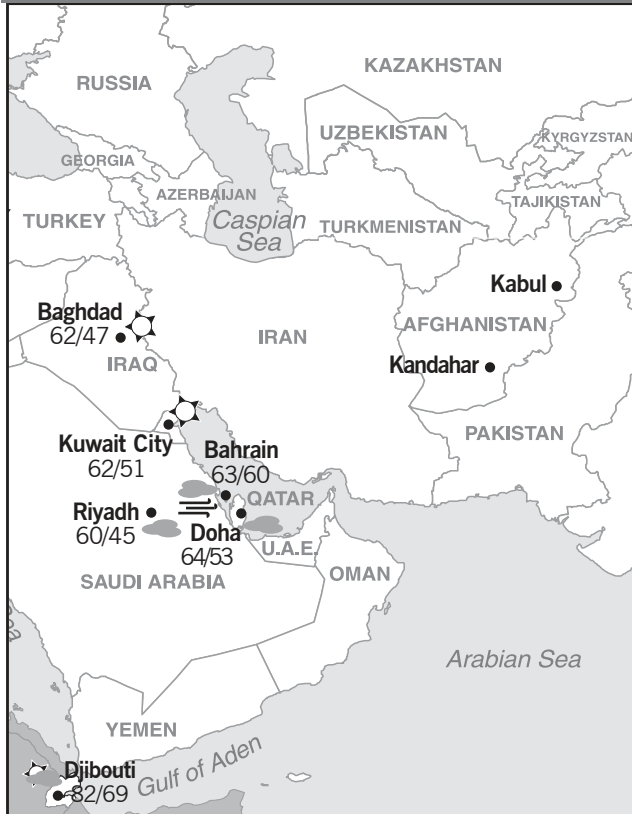 KAZAKHSTAN
RUSSIA
UZBEKISTAN
KYRGYZSTAN
GEORGIA
AZERBAIJAN
TAJIKISTAN
TURKEY
Caspian
Sea
TURKMENISTAN
Kabul
Baghdad
62/47
IRAQ
IRAN
AFGHANISTAN
Kandahar
Kuwait City
62/51
Bahrain
63/60
PAKISTAN
Riyadh
60/45
QATAR
Doha
64/53
U.A.E.
SAUDI ARABIA
OMAN
Arabian Sea
YEMEN
Gulf of Aden
Djibouti
82/69